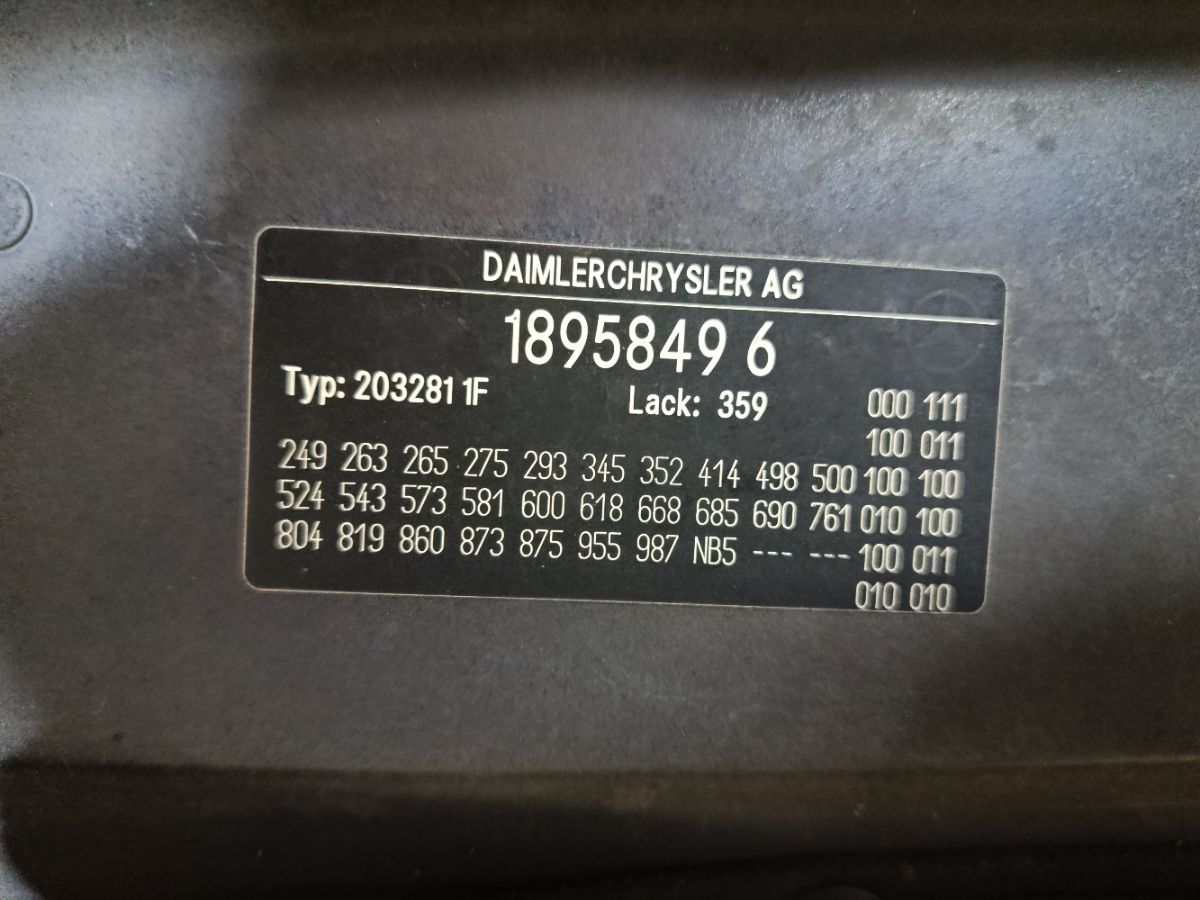 DAIMLERCHRYSLER AG
1895849 6
Typ: 203281 1F Lack: 359 000 111
100 011
249 263 265 275 293 345 352 414 498 500 100 100
524 543 573 581 600 618 668 685 690 761 010 100
804 819 860 873 875 955 987 NB5 --- --- 100 011
010 010